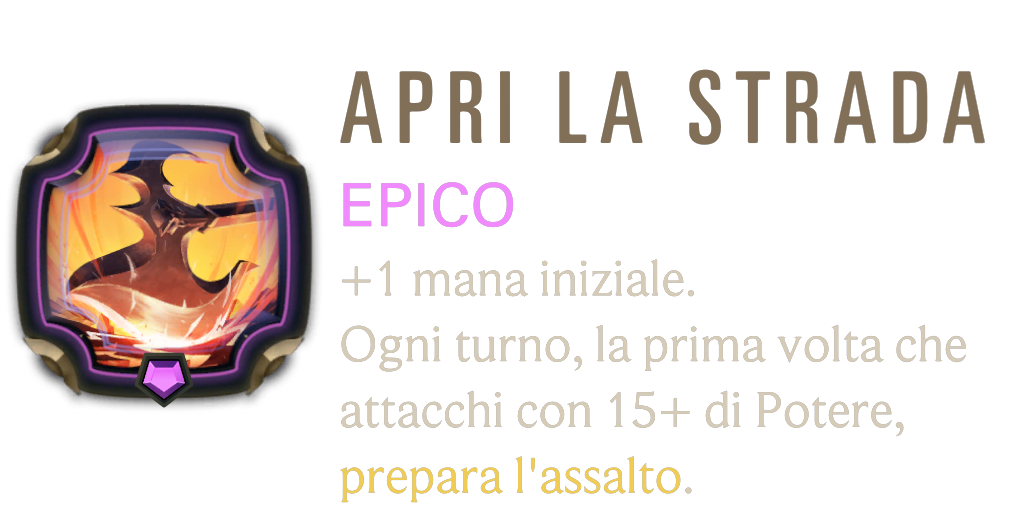 APRI LA STRADA
EPICO
+1 mana iniziale.
Ogni turno, la prima volta che
attacchi con 15+ di Potere,
prepara l'assalto.